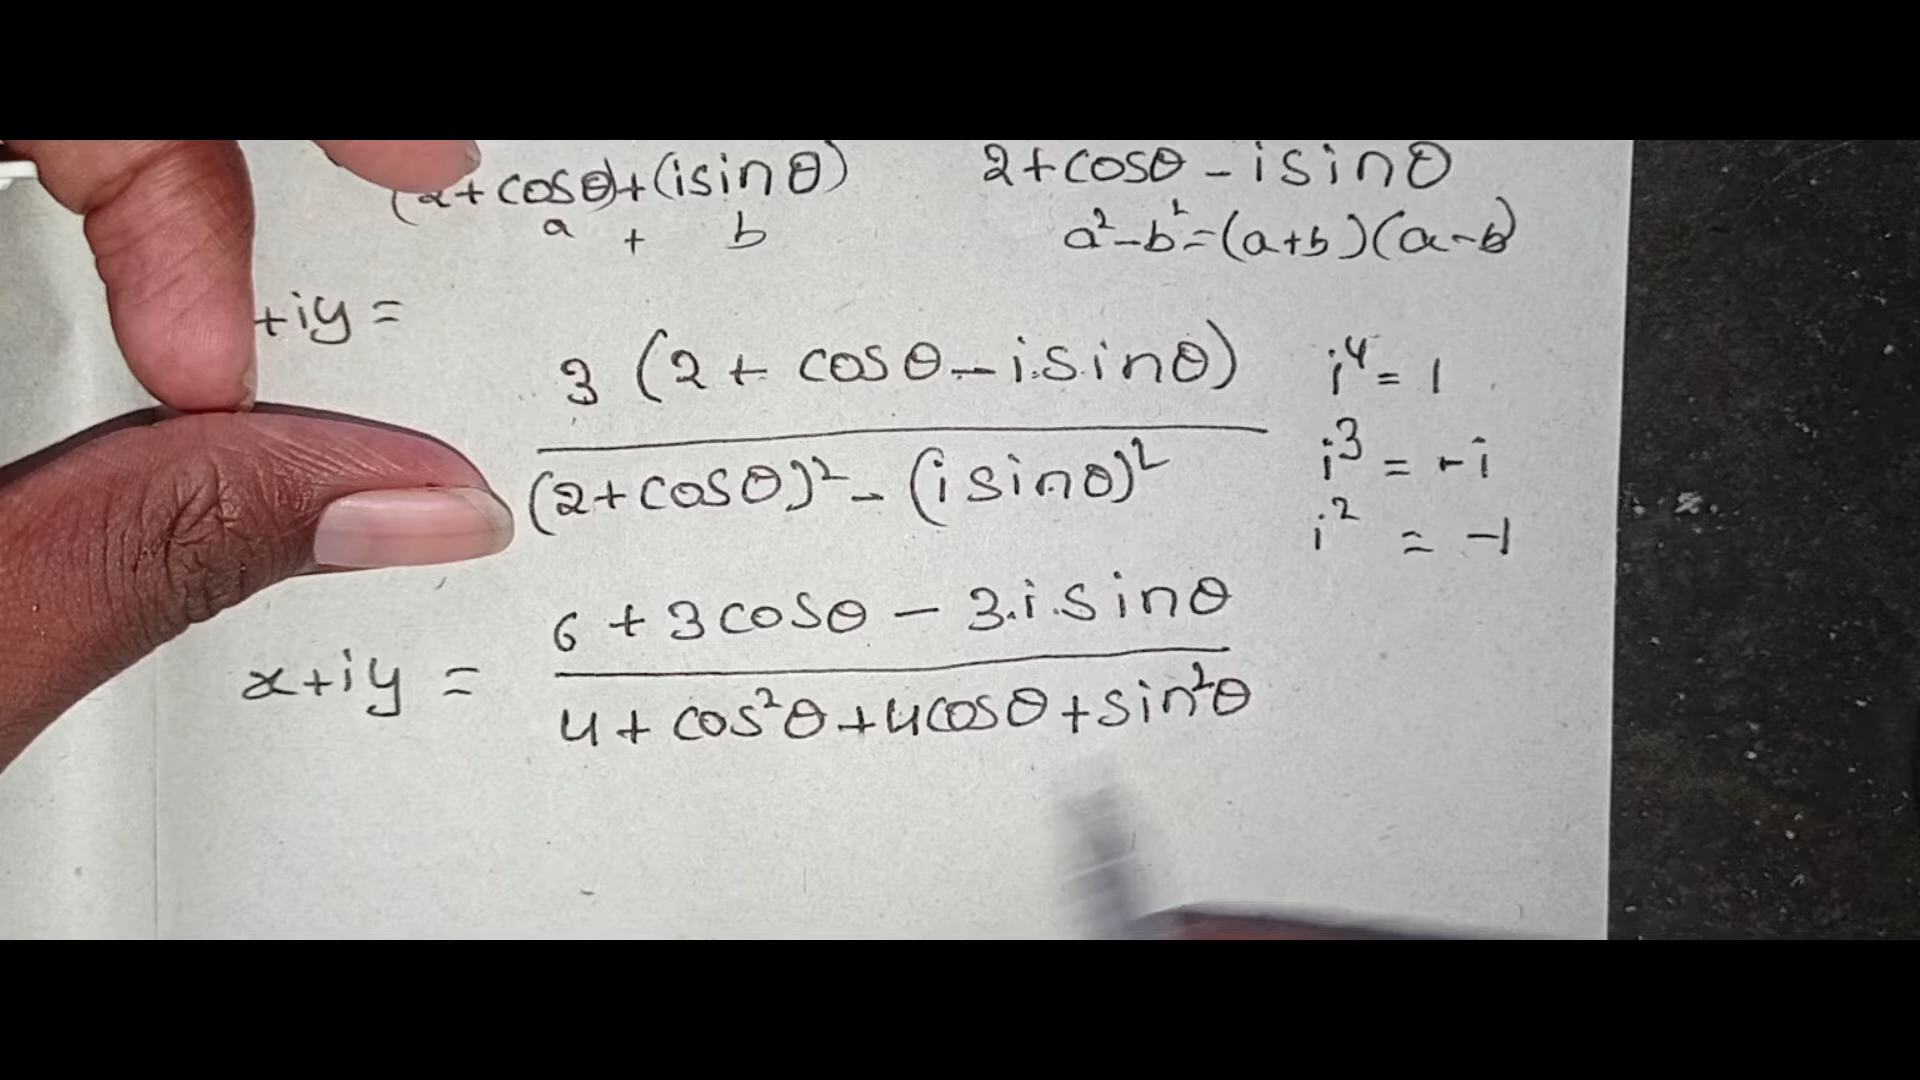 (2+cosθ)+(isinθ) 2+cosθ-isinθ
a + b a²-b²=(a+b)(a-b)
+iy=
3(2+cosθ-i.sinθ) i⁴=1
(2+cosθ)²-(isinθ)² i³=-i
i²=-1
6+3cosθ-3.i.sinθ
x+iy=
4+cos²θ+4cosθ+sin²θ